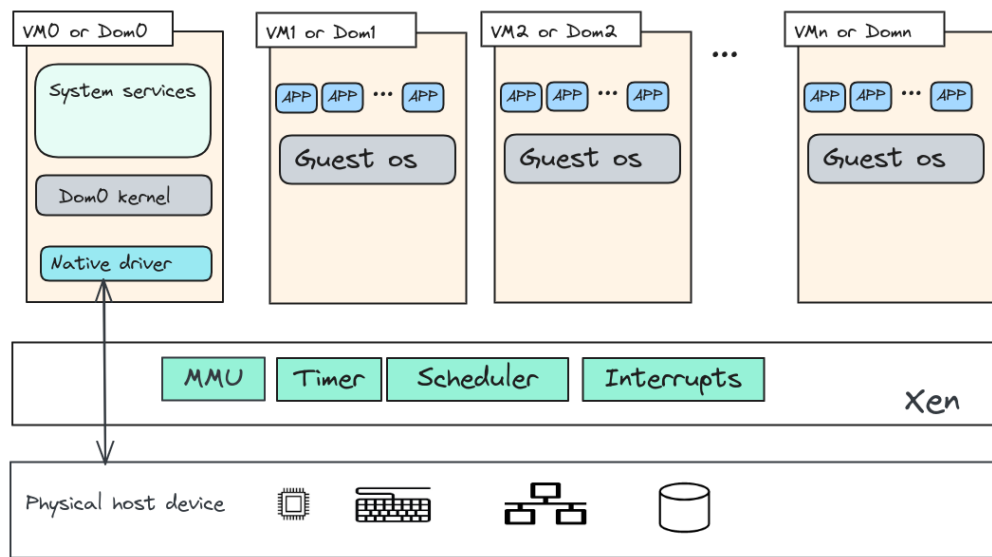 VM0 or Dom0
System services
Dom0 kernel
Native driver
VM1 or Dom1
APP APP ... APP
Guest os
VM2 or Dom2
APP APP ... APP
Guest os
...
VMn or Domn
APP APP ... APP
Guest os
MMU
Timer
Scheduler
Interrupts
Xen
Physical host device